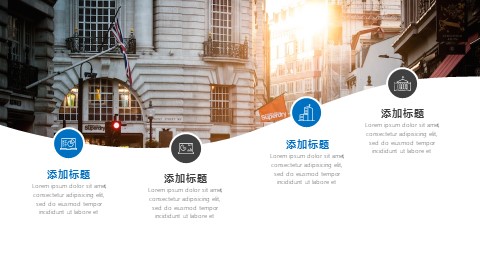 Superdry
Superdry
添加标题
Lorem ipsum dolor sit amet,
consectetur adipisicing elit,
sed do eiusmod tempor
incididunt ut labore et
添加标题
Lorem ipsum dolor sit amet,
consectetur adipisicing elit,
sed do eiusmod tempor
incididunt ut labore et
添加标题
Lorem ipsum dolor sit amet,
consectetur adipisicing elit,
sed do eiusmod tempor
incididunt ut labore et
添加标题
Lorem ipsum dolor sit amet,
consectetur adipisicing elit,
sed do eiusmod tempor
incididunt ut labore et